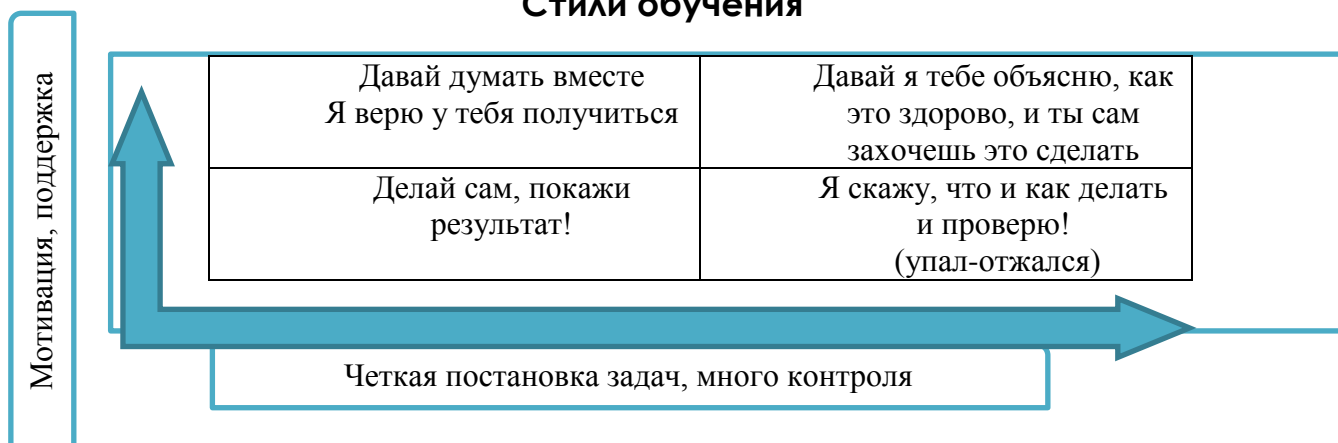 Стили обучения
Мотивация, поддержка
Давай думать вместе
Я верю у тебя получиться
Давай я тебе объясню, как
это здорово, и ты сам
захочешь это сделать
Делай сам, покажи
результат!
Я скажу, что и как делать
и проверю!
(упал-отжался)
Четкая постановка задач, много контроля